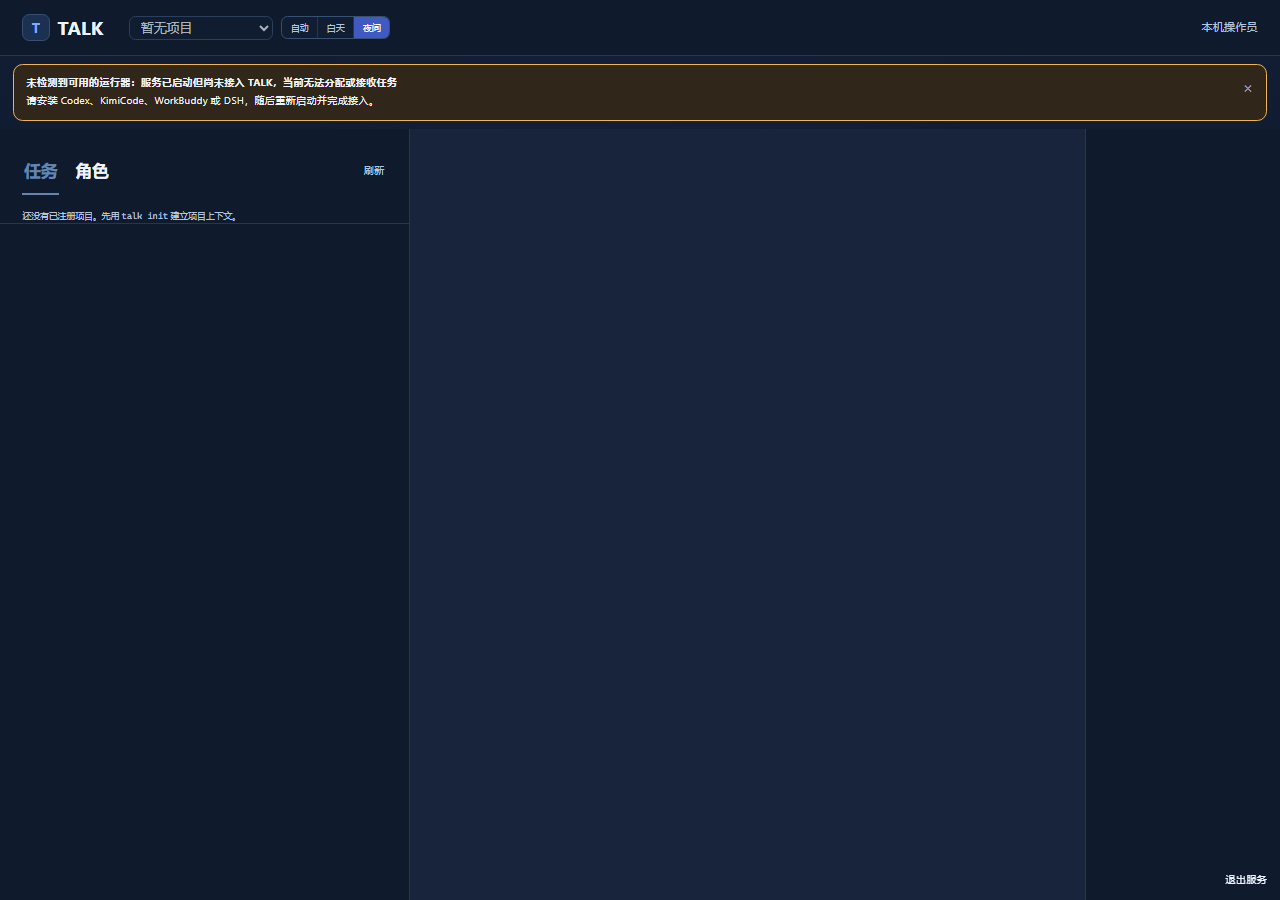 T TALK 暂无项目 自动 白天 夜间 本机操作员
未检测到可用的运行器：服务已启动但尚未接入 TALK，当前无法分配或接收任务
请安装 Codex、KimiCode、WorkBuddy 或 DSH，随后重新启动并完成接入。
×
任务 角色 刷新
还没有已注册项目。先用 talk init 建立项目上下文。
退出服务